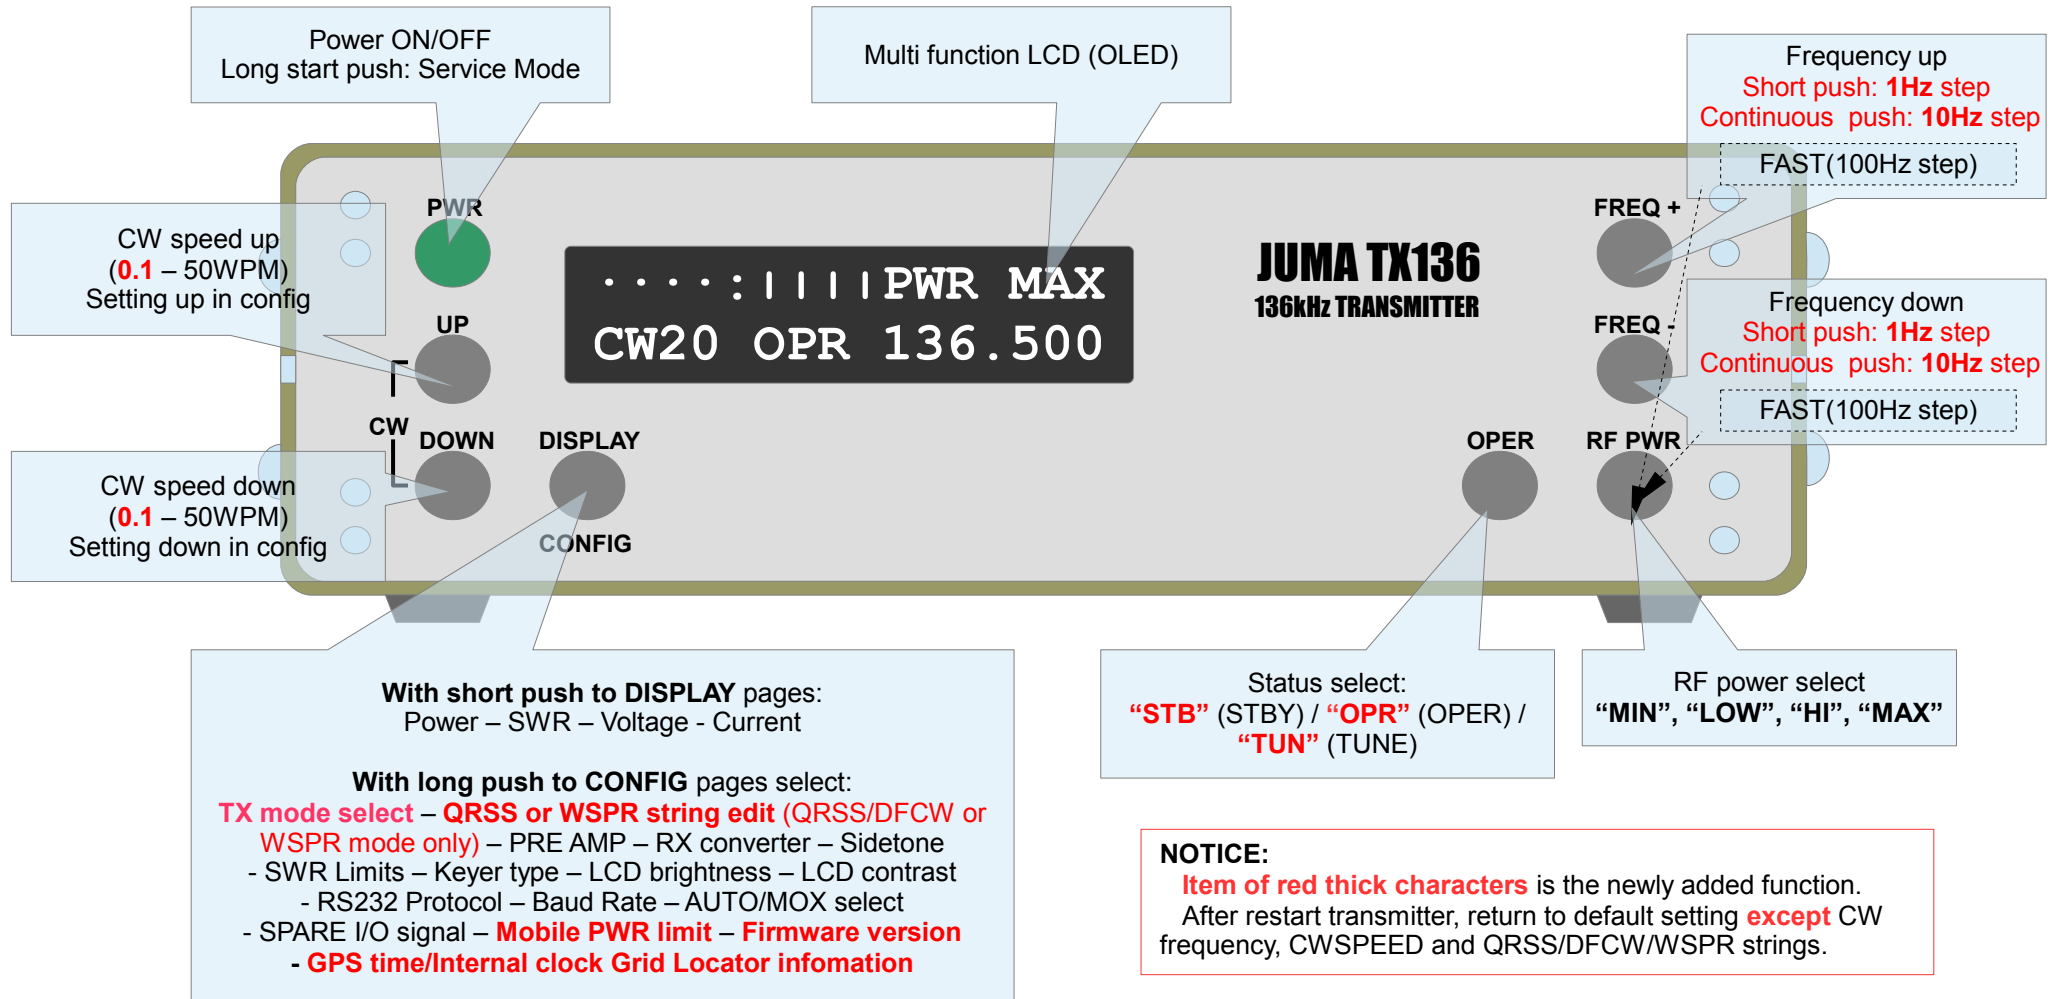 Power ON/OFF
Long start push: Service Mode
Multi function LCD (OLED)
Frequency up
Short push: 1Hz step
Continuous  push: 10Hz step
FAST(100Hz step)
CW speed up
(0.1 – 50WPM)
Setting up in config
PWR
UP
CW
DOWN
DISPLAY
CONFIG
····:||||PWR MAX
CW20 OPR 136.500
JUMA TX136
136kHz TRANSMITTER
FREQ +
FREQ -
OPER
RF PWR
Frequency down
Short push: 1Hz step
Continuous  push: 10Hz step
FAST(100Hz step)
CW speed down
(0.1 – 50WPM)
Setting down in config
With short push to DISPLAY pages:
Power – SWR – Voltage - Current
With long push to CONFIG pages select:
TX mode select – QRSS or WSPR string edit (QRSS/DFCW or
WSPR mode only) – PRE AMP – RX converter – Sidetone
- SWR Limits – Keyer type – LCD brightness – LCD contrast
- RS232 Protocol – Baud Rate – AUTO/MOX select
- SPARE I/O signal – Mobile PWR limit – Firmware version
- GPS time/Internal clock Grid Locator infomation
Status select:
“STB” (STBY) / “OPR” (OPER) /
“TUN” (TUNE)
RF power select
“MIN”, “LOW”, “HI”, “MAX”
NOTICE:
Item of red thick characters is the newly added function.
After restart transmitter, return to default setting except CW
frequency, CWSPEED and QRSS/DFCW/WSPR strings.